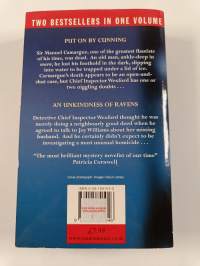 TWO BESTSELLERS IN ONE VOLUME
PUT ON BY CUNNING
Sir Manuel Camargue, one of the greatest flautists
of his time, was dead. An old man, ankle-deep in
snow, he lost his foothold in the dark, slipping
into water to be trapped under a lid of ice.
Camargue's death appears to be an open-and-
shut case, but Chief Inspector Wexford has one or
two niggling doubts . . .
AN UNKINDNESS OF RAVENS
Detective Chief Inspector Wexford thought he was
merely doing a neighbourly good deed when he
agreed to talk to Joy Williams about her missing
husband. And he certainly didn't expect to be
investigating a most unusual homicide . . .
"The most brilliant mystery novelist of our time"
Patricia Cornwell
£7.99